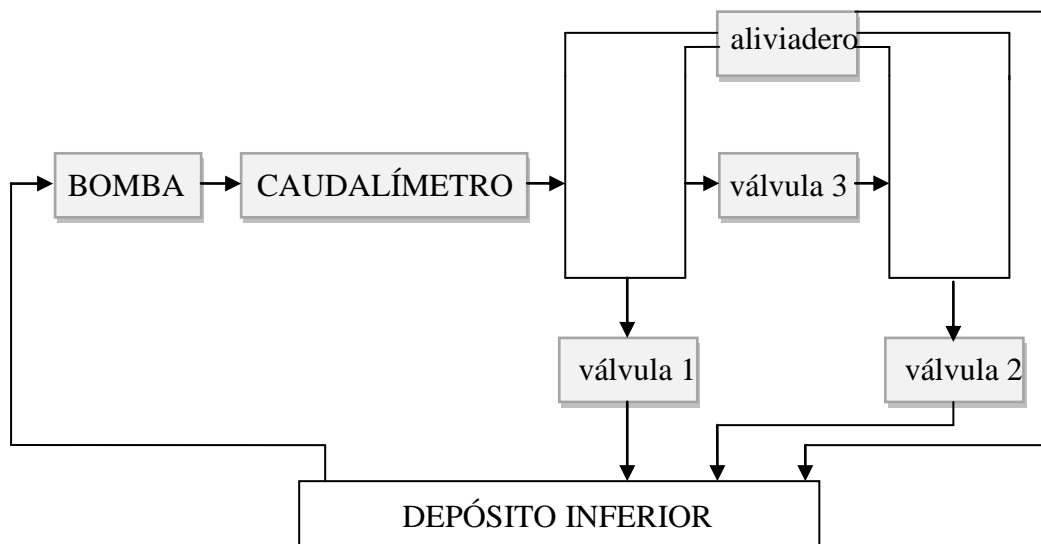 aliviadero
BOMBA
CAUDALÍMETRO
válvula 3
válvula 1
válvula 2
DEPÓSITO INFERIOR